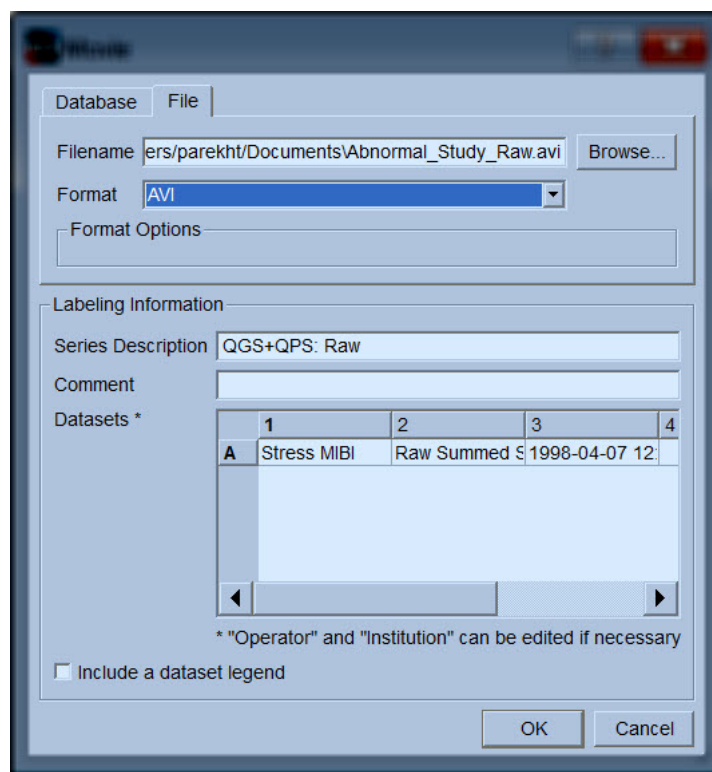 Movie
Database File
Filename ers/parekht/Documents\Abnormal_Study_Raw.avi Browse...
Format AVI
Format Options
Labeling Information
Series Description QGS+QPS: Raw
Comment
Datasets *
1 2 3 4
A Stress MIBI Raw Summed S 1998-04-07 12:
* "Operator" and "Institution" can be edited if necessary
Include a dataset legend
OK Cancel